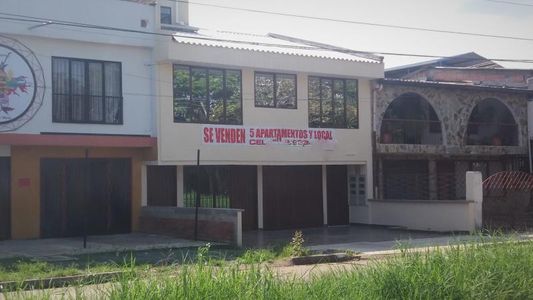 SE VENDEN 5 APARTAMENTOS Y LOCAL
CEL